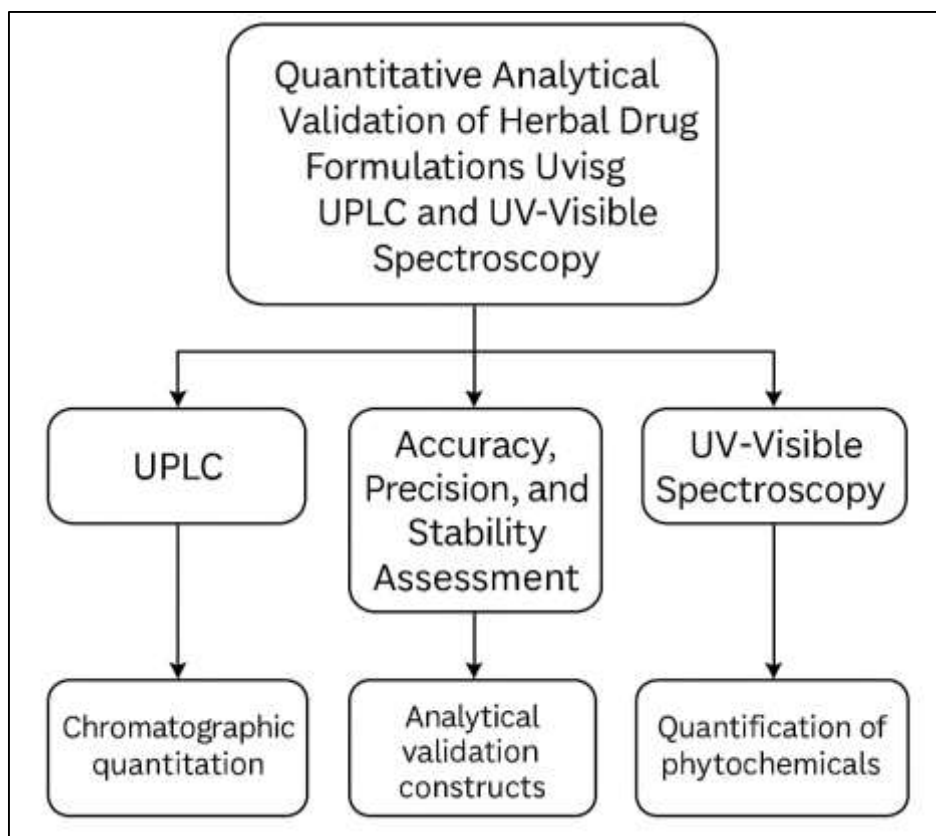 Quantitative Analytical
Validation of Herbal Drug
Formulations Uvisg
UPLC and UV-Visible
Spectroscopy
UPLC
Accuracy,
Precision, and
Stability
Assessment
UV-Visible
Spectroscopy
Chromatographic
quantitation
Analytical
validation
constructs
Quantification of
phytochemicals